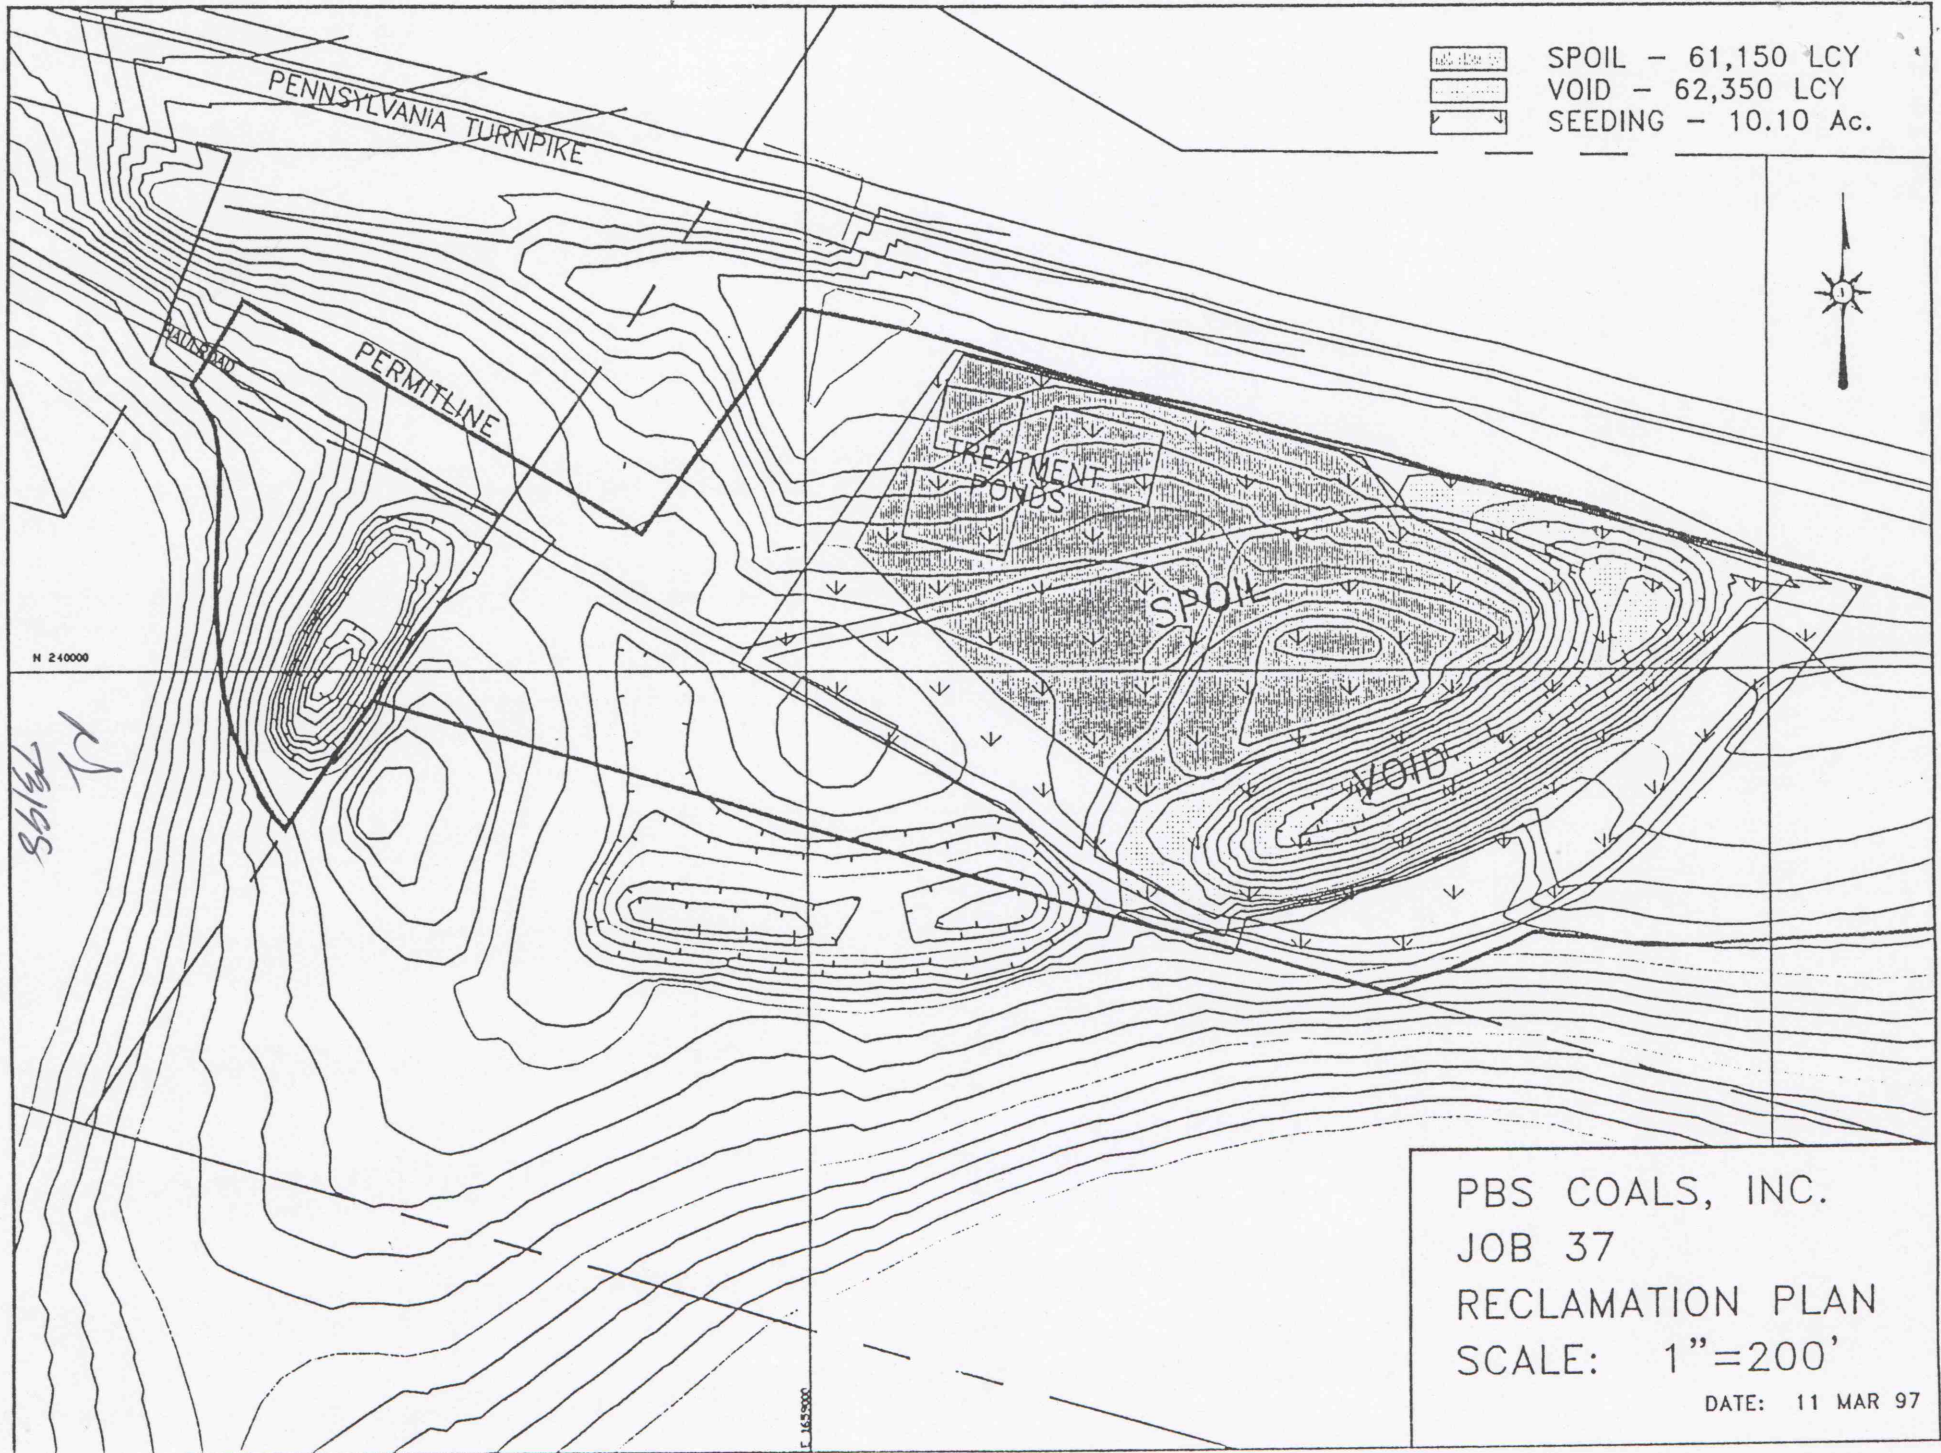 SPOIL - 61,150 LCY
VOID - 62,350 LCY
SEEDING - 10.10 Ac.
PENNSYLVANIA TURNPIKE
HAULROAD
PERMITLINE
TREATMENT
PONDS
SPOIL
N 240000
VOID
E 1659000
PBS COALS, INC.
JOB 37
RECLAMATION PLAN
SCALE: 1"=200'
DATE: 11 MAR 97